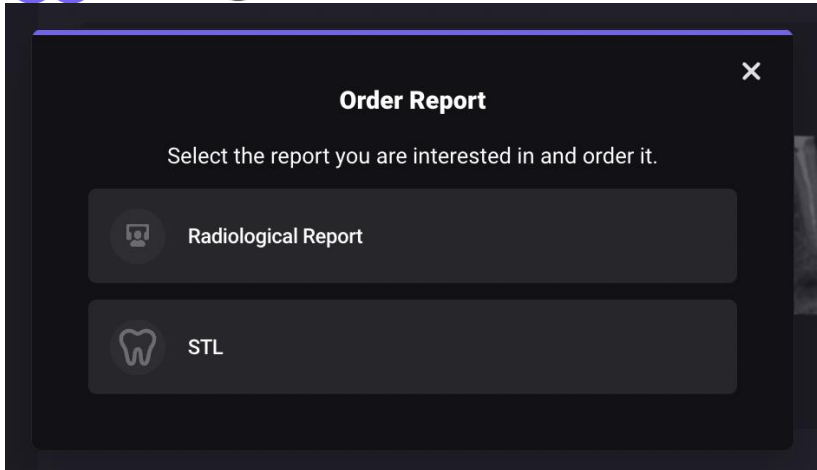 Order Report
Select the report you are interested in and order it.
Radiological Report
STL